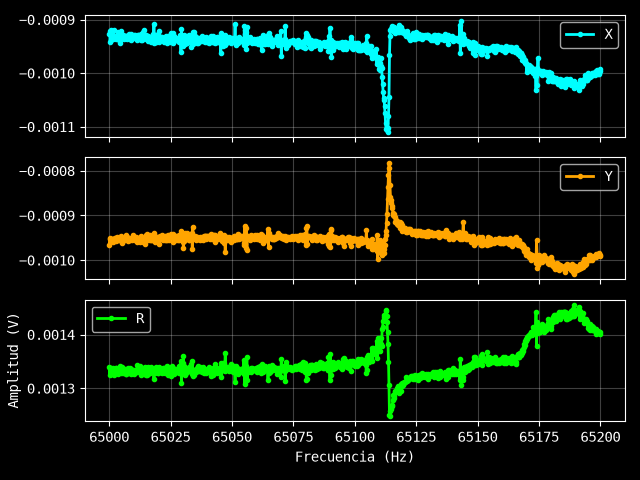 −0.0009
−0.0010
−0.0011
X
−0.0008
−0.0009
−0.0010
Y
0.0014
0.0013
R
Amplitud (V)
65000 65025 65050 65075 65100 65125 65150 65175 65200
Frecuencia (Hz)